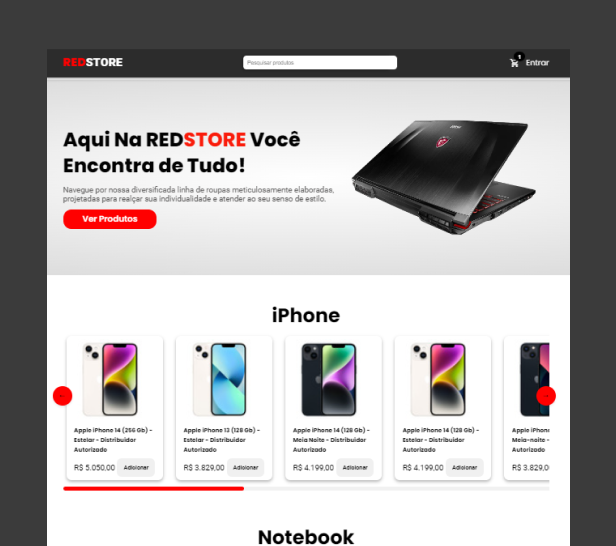 REDSTORE
Pesquisar produtos
1
Entrar
Aqui Na REDSTORE Você
Encontra de Tudo!
Navegue por nossa diversificada linha de roupas meticulosamente elaboradas,
projetadas para realçar sua individualidade e atender ao seu senso de estilo.
Ver Produtos
iPhone
Apple iPhone 14 (256 Gb) -
Estelar - Distribuidor
Autorizado
R$ 5.050,00 Adicionar
Apple iPhone 13 (128 Gb) -
Estelar - Distribuidor
Autorizado
R$ 3.829,00 Adicionar
Apple iPhone 14 (128 Gb) -
Meia Noite - Distribuidor
Autorizado
R$ 4.199,00 Adicionar
Apple iPhone 14 (128 Gb) -
Estelar - Distribuidor
Autorizado
R$ 4.199,00 Adicionar
Apple iPhon
Meia-noite -
Autorizado
R$ 3.829,0
Notebook